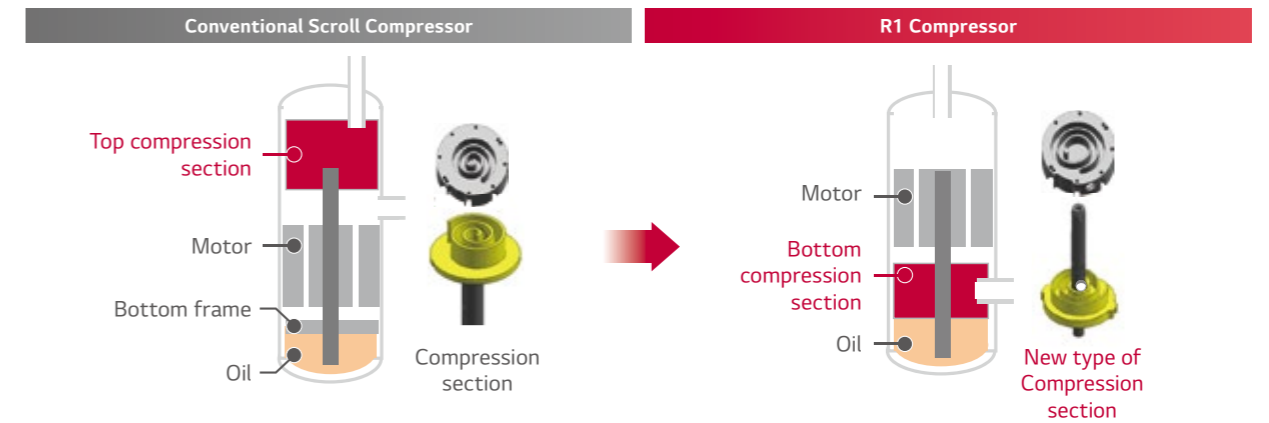 Conventional Scroll Compressor
R1 Compressor
Top compression
section
Motor
Bottom frame
Oil
Compression
section
Motor
Bottom
compression
section
Oil
New type of
Compression
section